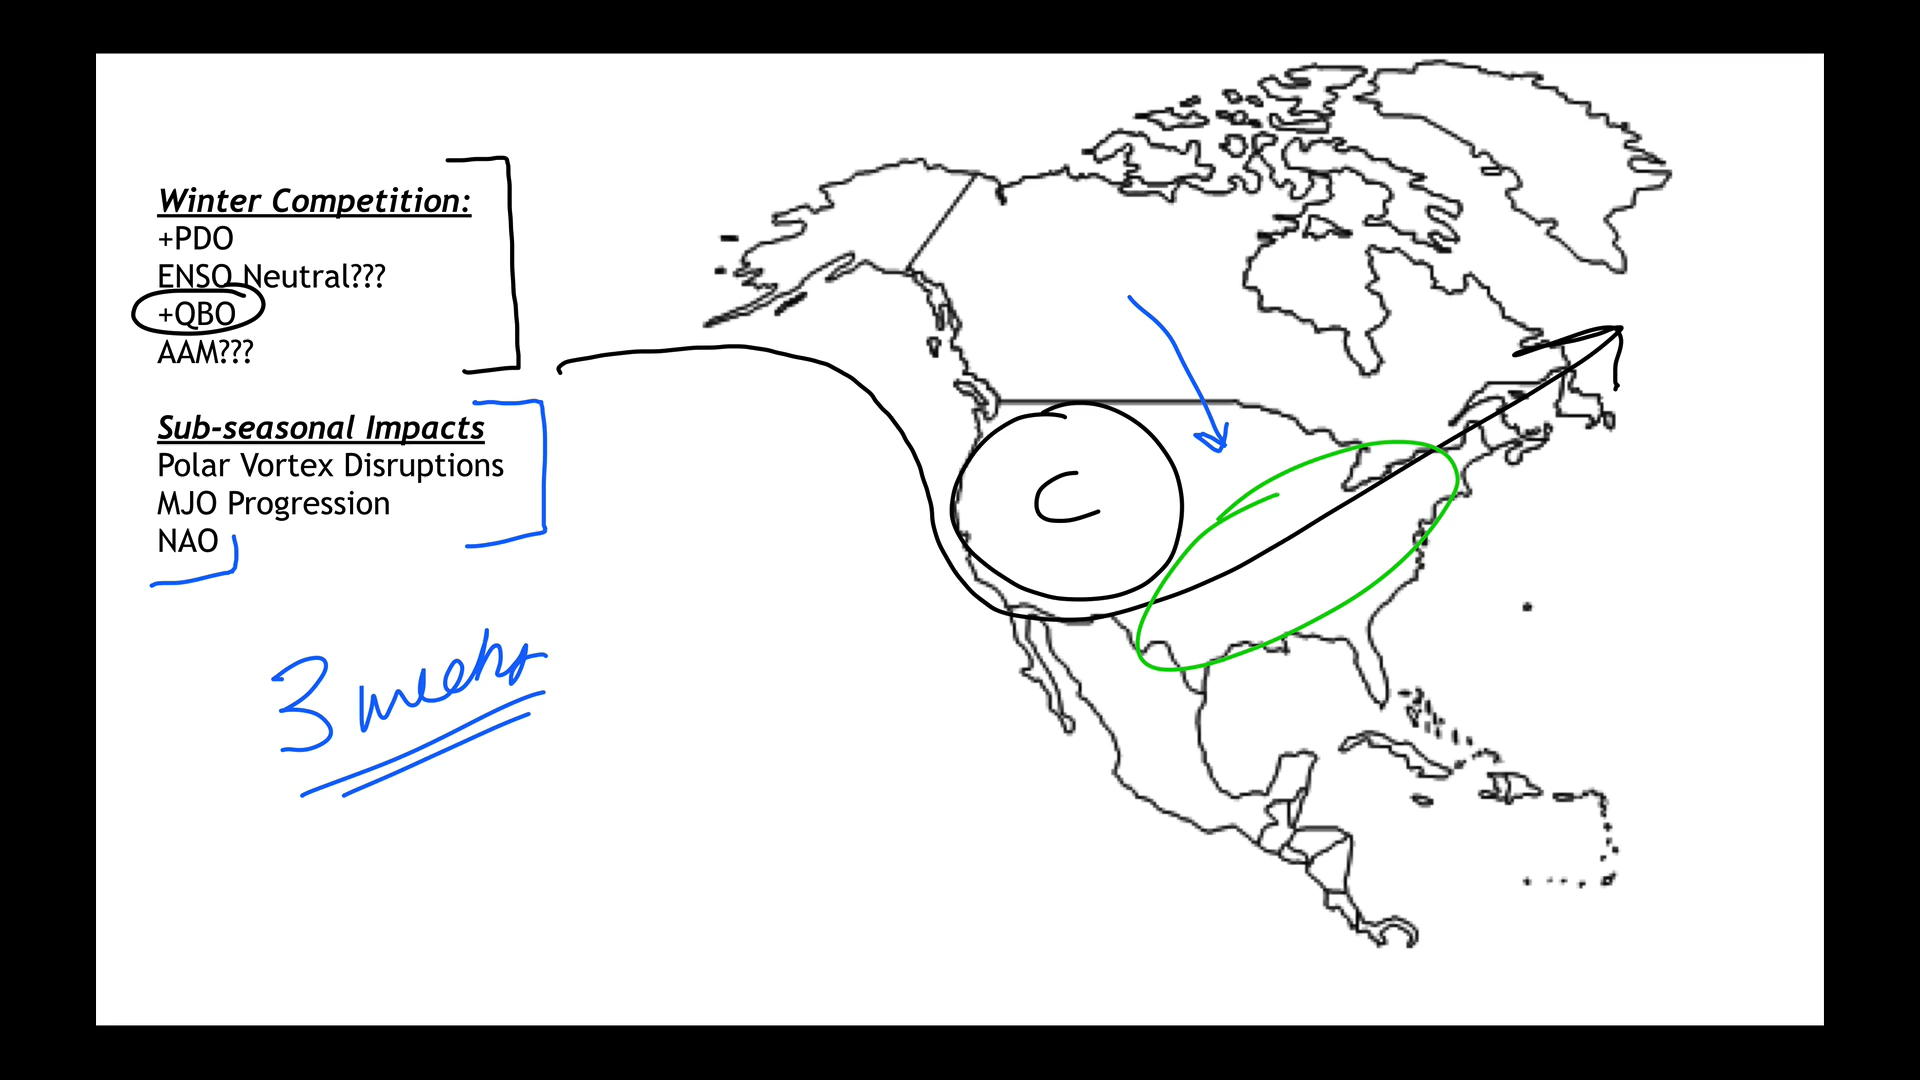 Winter Competition:
+PDO
ENSO Neutral???
+QBO
AAM???
Sub-seasonal Impacts
Polar Vortex Disruptions
MJO Progression
NAO
3 weeks
C